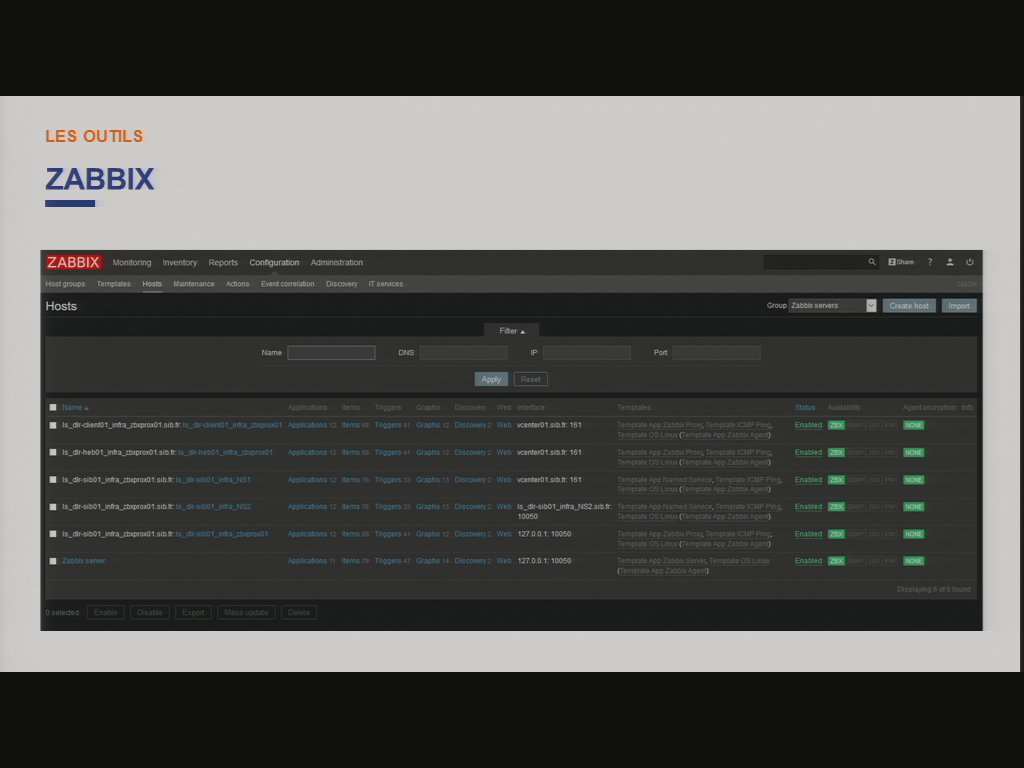 LES OUTILS
ZABBIX
ZABBIX Monitoring Inventory Reports Configuration Administration Z Share ?
Host groups Templates Hosts Maintenance Actions Event correlation Discovery IT services zabbix
Hosts Group Zabbix servers Create host Import
Filter ▲
Name DNS IP Port
Apply Reset
Name ▲ Applications Items Triggers Graphs Discovery Web Interface Templates Status Availability Agent encryption Info
ls_dlr-client01_infra_zbxprox01.sib.fr: ls_dlr-client01_infra_zbxprox01 Applications 12 Items 68 Triggers 41 Graphs 12 Discovery 2 Web vcenter01.sib.fr: 161 Template App Zabbix Proxy, Template ICMP Ping, Enabled ZBX SNMP JMX IPMI NONE
Template OS Linux (Template App Zabbix Agent)
ls_dlr-heb01_infra_zbxprox01.sib.fr: ls_dlr-heb01_infra_zbxprox01 Applications 12 Items 68 Triggers 41 Graphs 12 Discovery 2 Web vcenter01.sib.fr: 161 Template App Zabbix Proxy, Template ICMP Ping, Enabled ZBX SNMP JMX IPMI NONE
Template OS Linux (Template App Zabbix Agent)
ls_dlr-sib01_infra_zbxprox01.sib.fr: ls_dlr-sib01_infra_NS1 Applications 12 Items 76 Triggers Graphs 13 Discovery 2 Web vcenter01.sib.fr: 161 Template App Named Service, Template ICMP Ping, Enabled ZBX SNMP JMX IPMI NONE
Template OS Linux (Template App Zabbix Agent)
ls_dlr-sib01_infra_zbxprox01.sib.fr: ls_dlr-sib01_infra_NS2 Applications 12 Items 76 Triggers 33 Graphs 13 Discovery 2 Web ls_dlr-sib01_infra_NS2.sib.fr: Template App Named Service, Template ICMP Ping, Enabled ZBX SNMP JMX IPMI NONE
10050 Template OS Linux (Template App Zabbix Agent)
ls_dlr-sib01_infra_zbxprox01.sib.fr: ls_dlr-sib01_infra_zbxprox01 Applications 12 Items 68 Triggers 41 Graphs 12 Discovery 2 Web 127.0.0.1: 10050 Template App Zabbix Proxy, Template ICMP Ping, Enabled ZBX SNMP JMX IPMI NONE
Template OS Linux (Template App Zabbix Agent)
Zabbix server Applications 11 Items 79 Triggers 47 Graphs 14 Discovery 2 Web 127.0.0.1: 10050 Template App Zabbix Server, Template OS Linux Enabled ZBX SNMP JMX IPMI NONE
(Template App Zabbix Agent)
Displaying 6 of 6 found
0 selected Enable Disable Export Mass update Delete